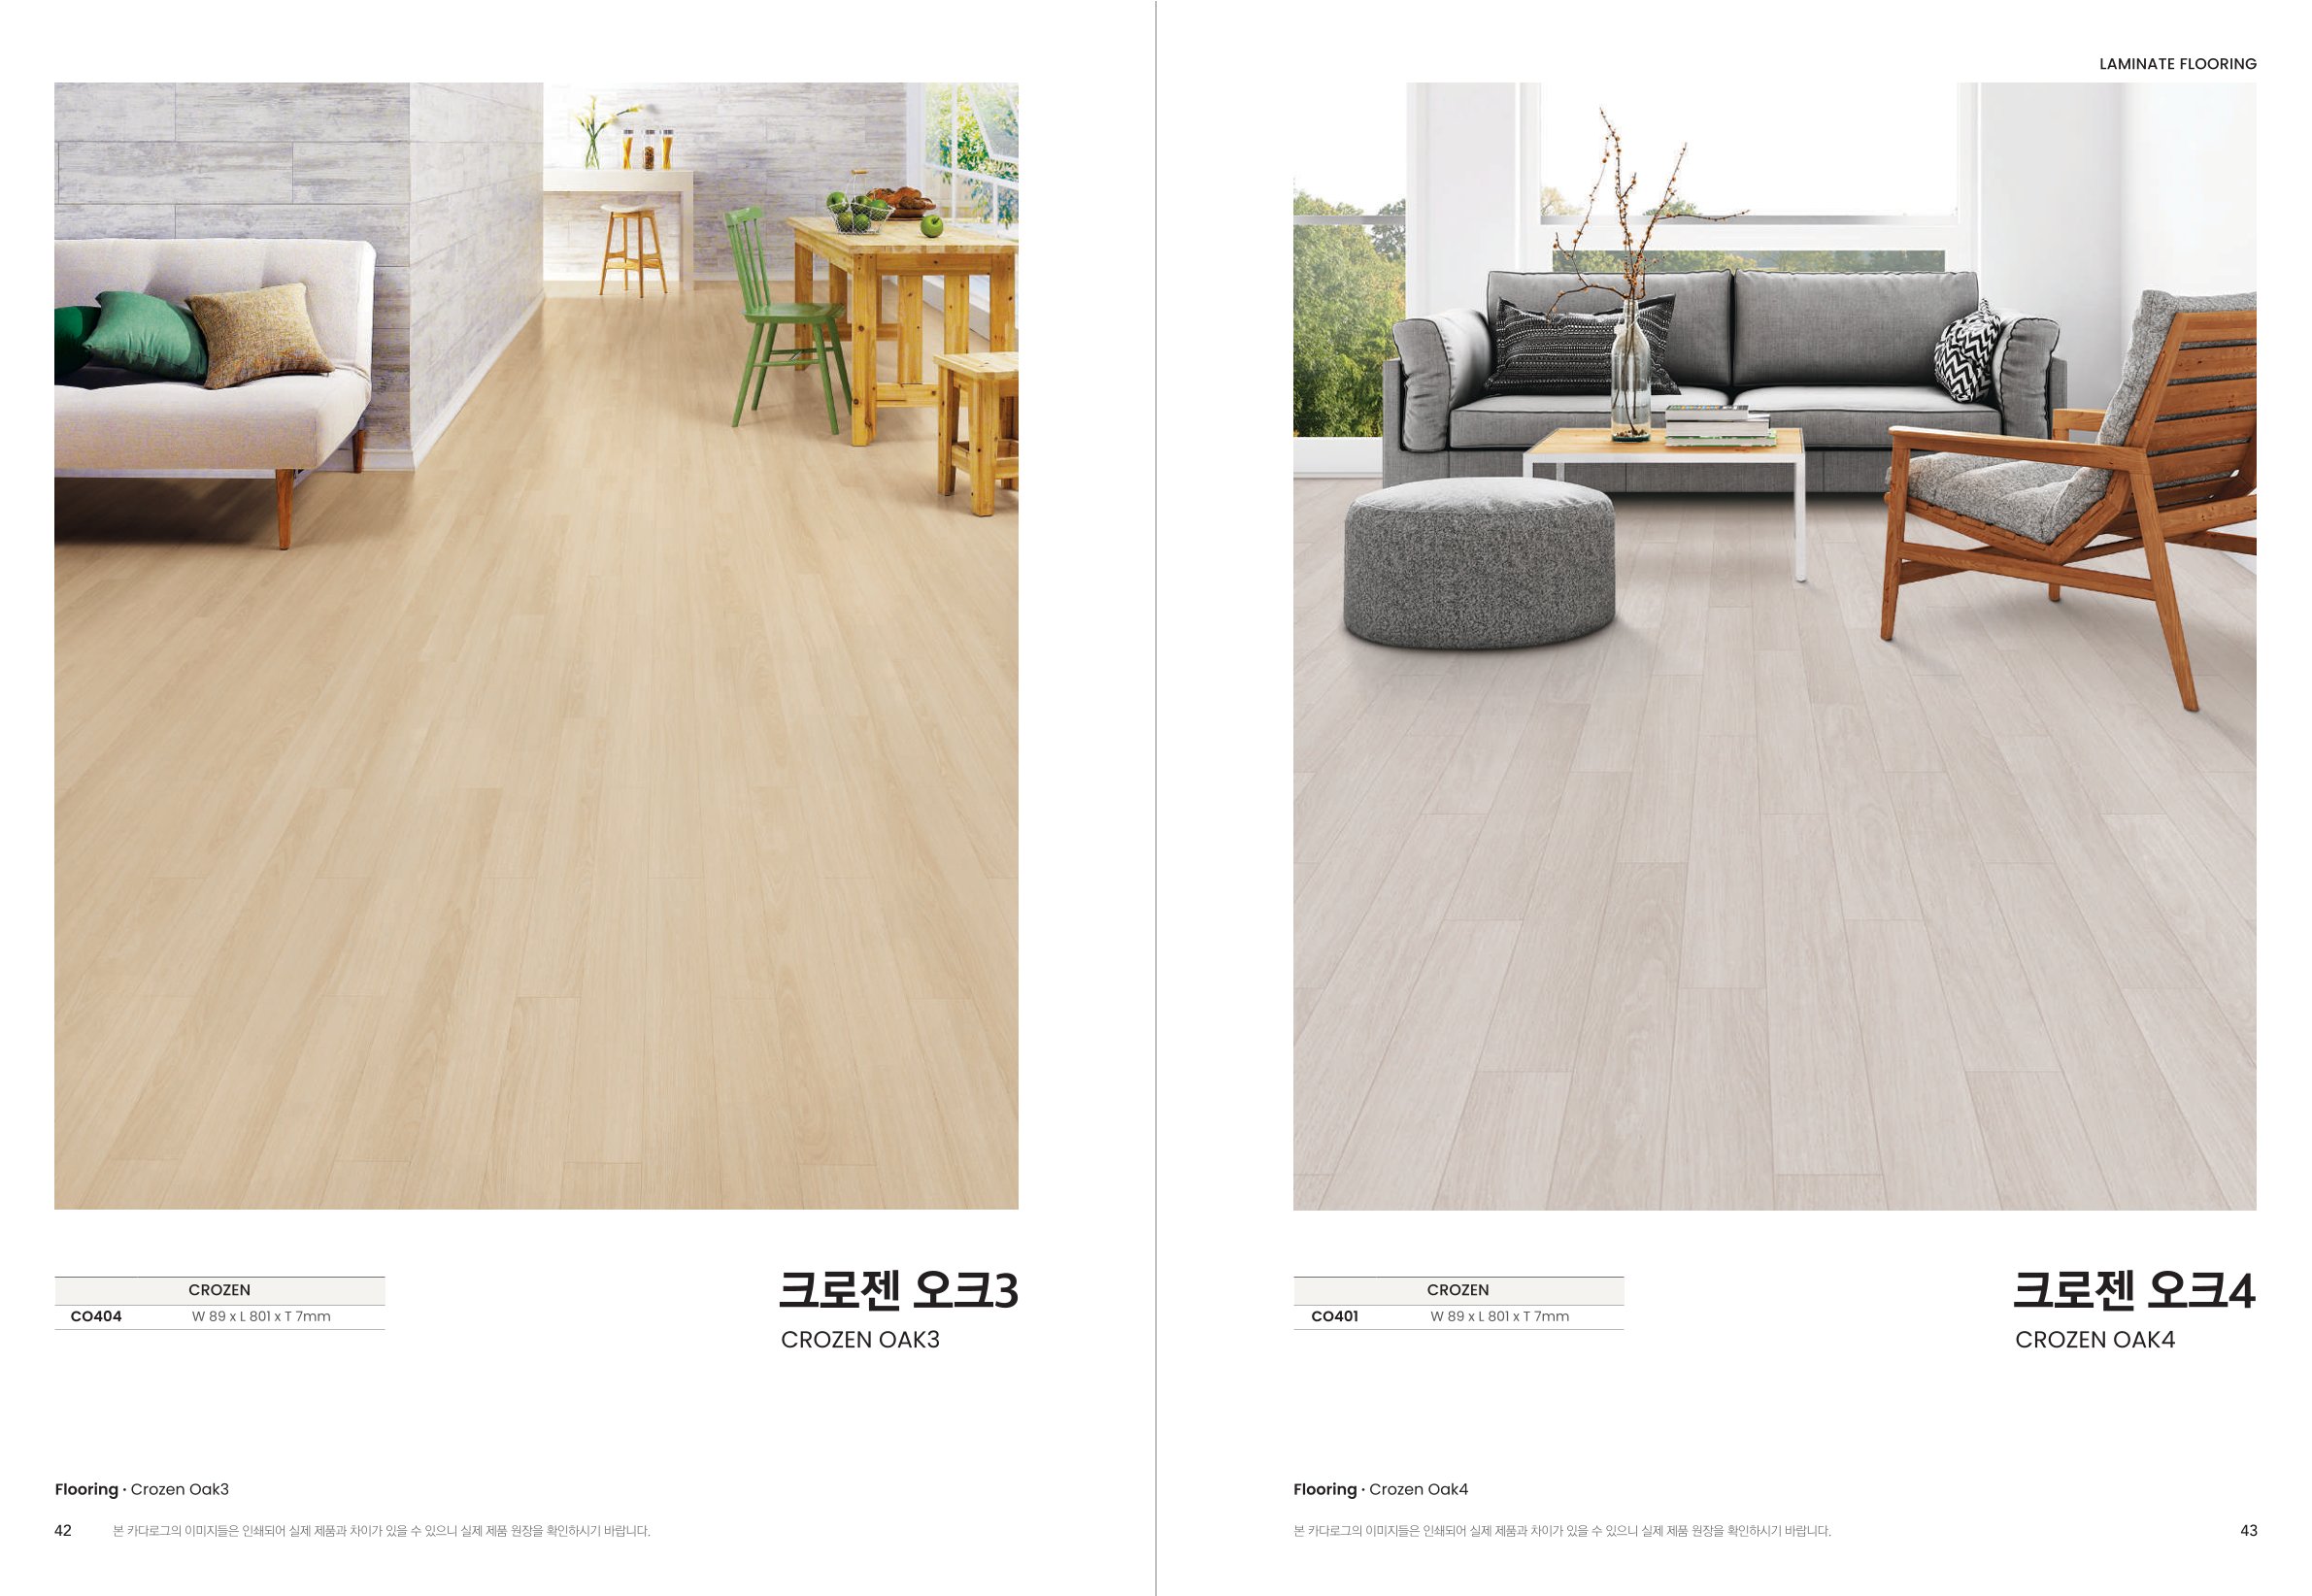 LAMINATE FLOORING
CROZEN
CO404 W 89 x L 801 x T 7mm
크로젠 오크3
CROZEN OAK3
Flooring · Crozen Oak3
42 본 카다로그의 이미지들은 인쇄되어 실제 제품과 차이가 있을 수 있으니 실제 제품 원장을 확인하시기 바랍니다.
CROZEN
CO401 W 89 x L 801 x T 7mm
크로젠 오크4
CROZEN OAK4
Flooring · Crozen Oak4
본 카다로그의 이미지들은 인쇄되어 실제 제품과 차이가 있을 수 있으니 실제 제품 원장을 확인하시기 바랍니다. 43